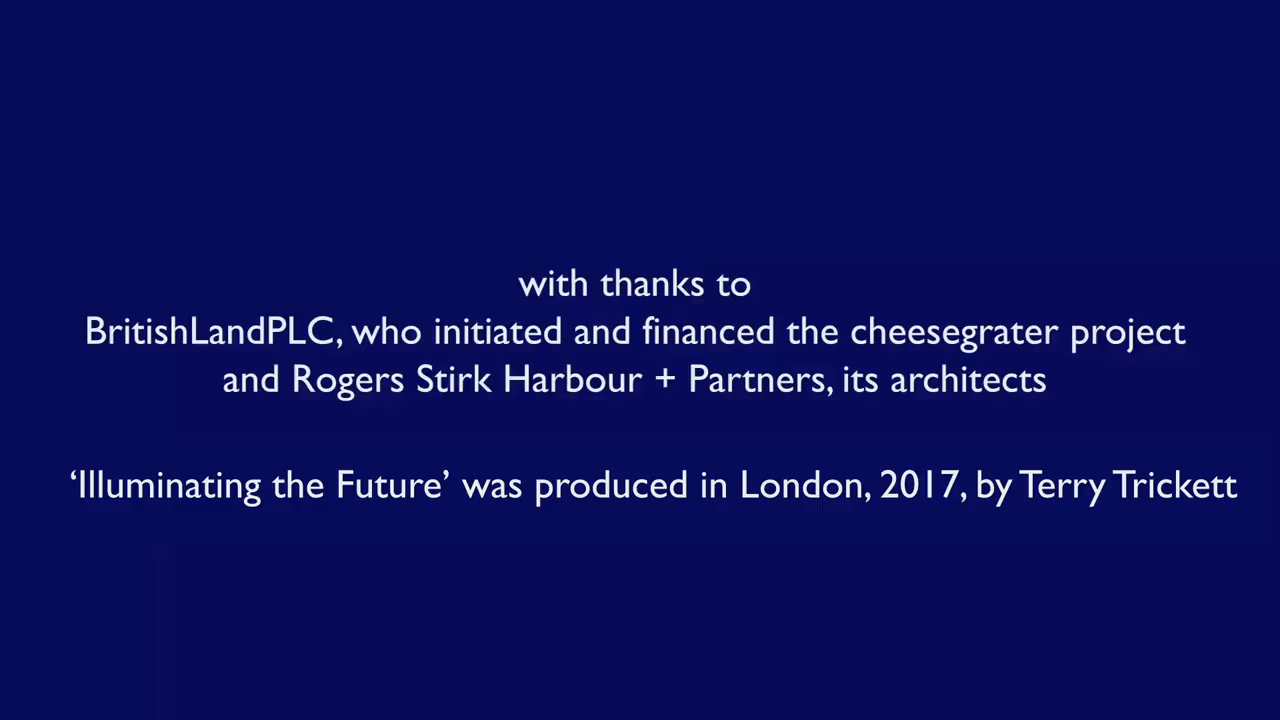 with thanks to
BritishLandPLC, who initiated and financed the cheesegrater project
and Rogers Stirk Harbour + Partners, its architects
‘Illuminating the Future’ was produced in London, 2017, by Terry Trickett